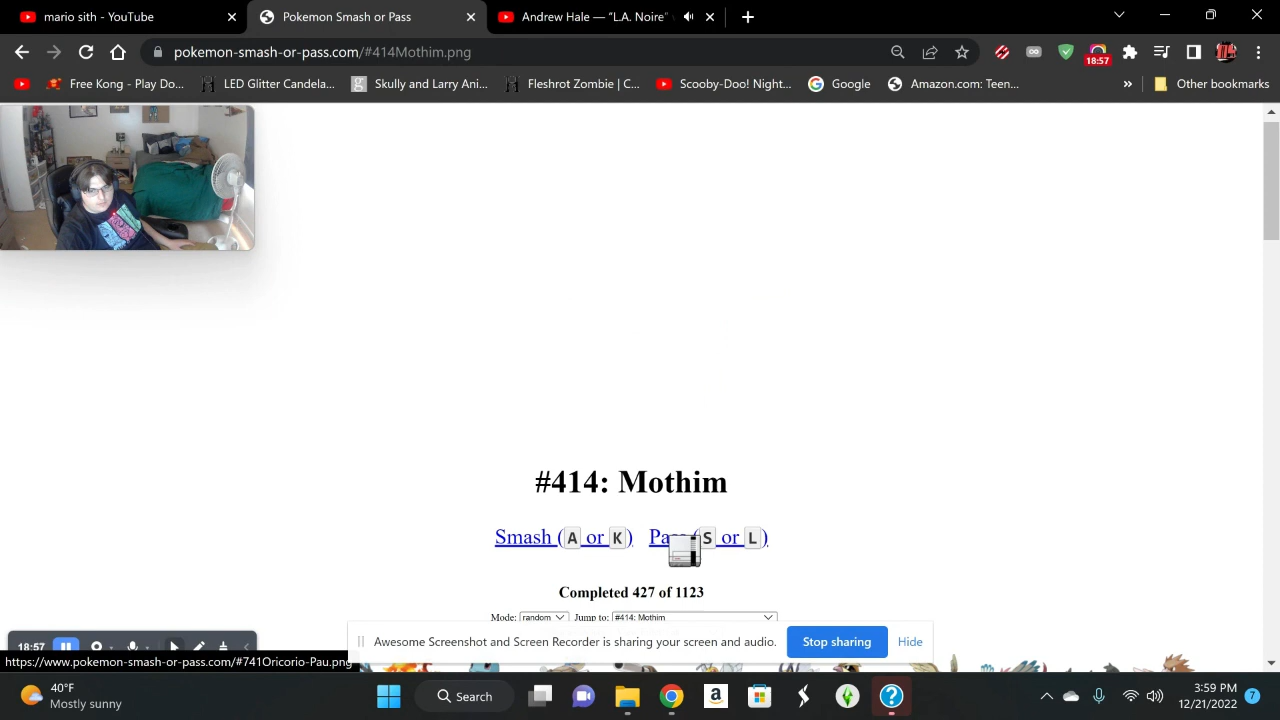 mario sith - YouTube
Pokemon Smash or Pass
Andrew Hale — "L.A. Noire"
pokemon-smash-or-pass.com/#414Mothim.png
18:57
Free Kong - Play Do...
LED Glitter Candela...
Skully and Larry Ani...
Fleshrot Zombie | C...
Scooby-Doo! Night...
Google
Amazon.com: Teen...
»
Other bookmarks
#414: Mothim
Smash (A or K) Pass (S or L)
Completed 427 of 1123
Mode: random Jump to: #414: Mothim
Awesome Screenshot and Screen Recorder is sharing your screen and audio.
Stop sharing
Hide
18:57
https://www.pokemon-smash-or-pass.com/#741Oricorio-Pau.png
40°F
Mostly sunny
Search
3:59 PM
12/21/2022
7